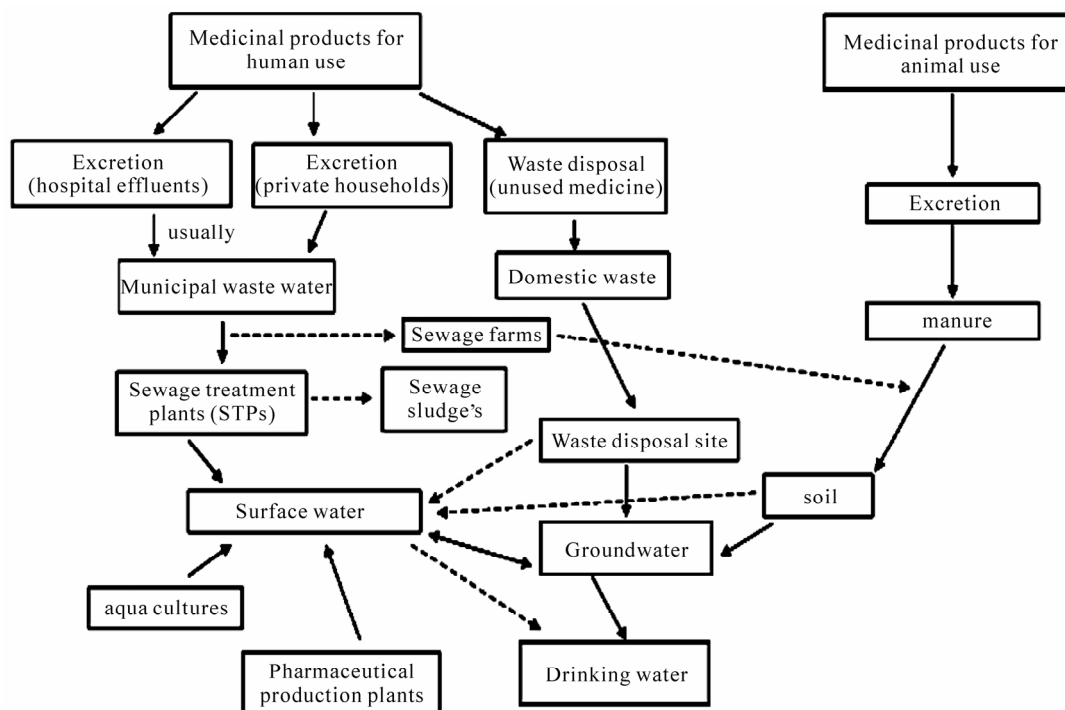 Medicinal products for
human use
Medicinal products for
animal use
Excretion
(hospital effluents)
Excretion
(private households)
Waste disposal
(unused medicine)
Excretion
usually
Municipal waste water
Domestic waste
manure
Sewage farms
Sewage treatment
plants (STPs)
Sewage
sludge's
Waste disposal site
soil
Surface water
Groundwater
aqua cultures
Pharmaceutical
production plants
Drinking water